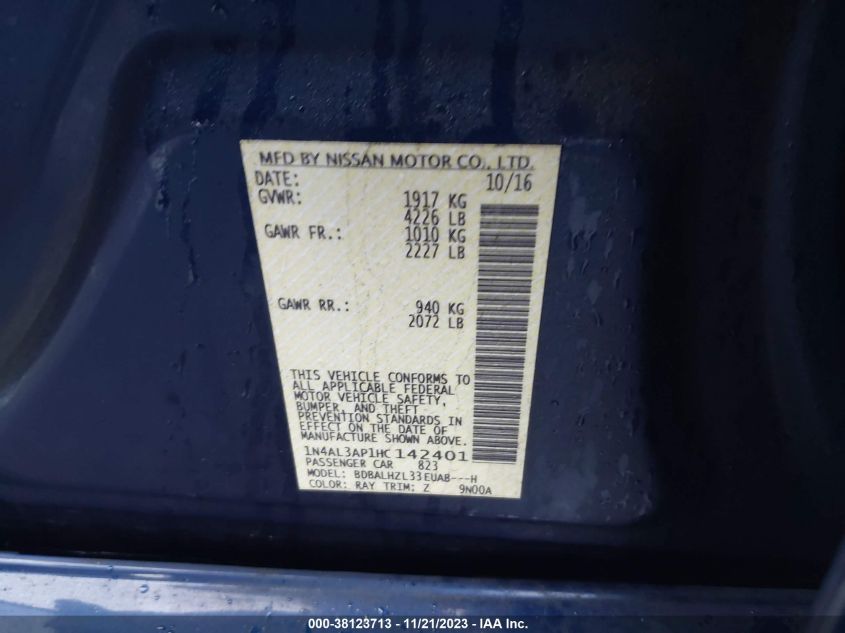 MFD BY NISSAN MOTOR CO., LTD.
DATE: 10/16
GVWR: 1917 KG
4226 LB
GAWR FR.: 1010 KG
2227 LB
GAWR RR.: 940 KG
2072 LB
THIS VEHICLE CONFORMS TO
ALL APPLICABLE FEDERAL
MOTOR VEHICLE SAFETY,
BUMPER, AND THEFT
PREVENTION STANDARDS IN
EFFECT ON THE DATE OF
MANUFACTURE SHOWN ABOVE.
1N4AL3AP1HC142401
PASSENGER CAR 823
MODEL: BDBALHZL33EUAB---H
COLOR: RAY TRIM: Z 9N00A
000-38123713 - 11/21/2023 - IAA Inc.